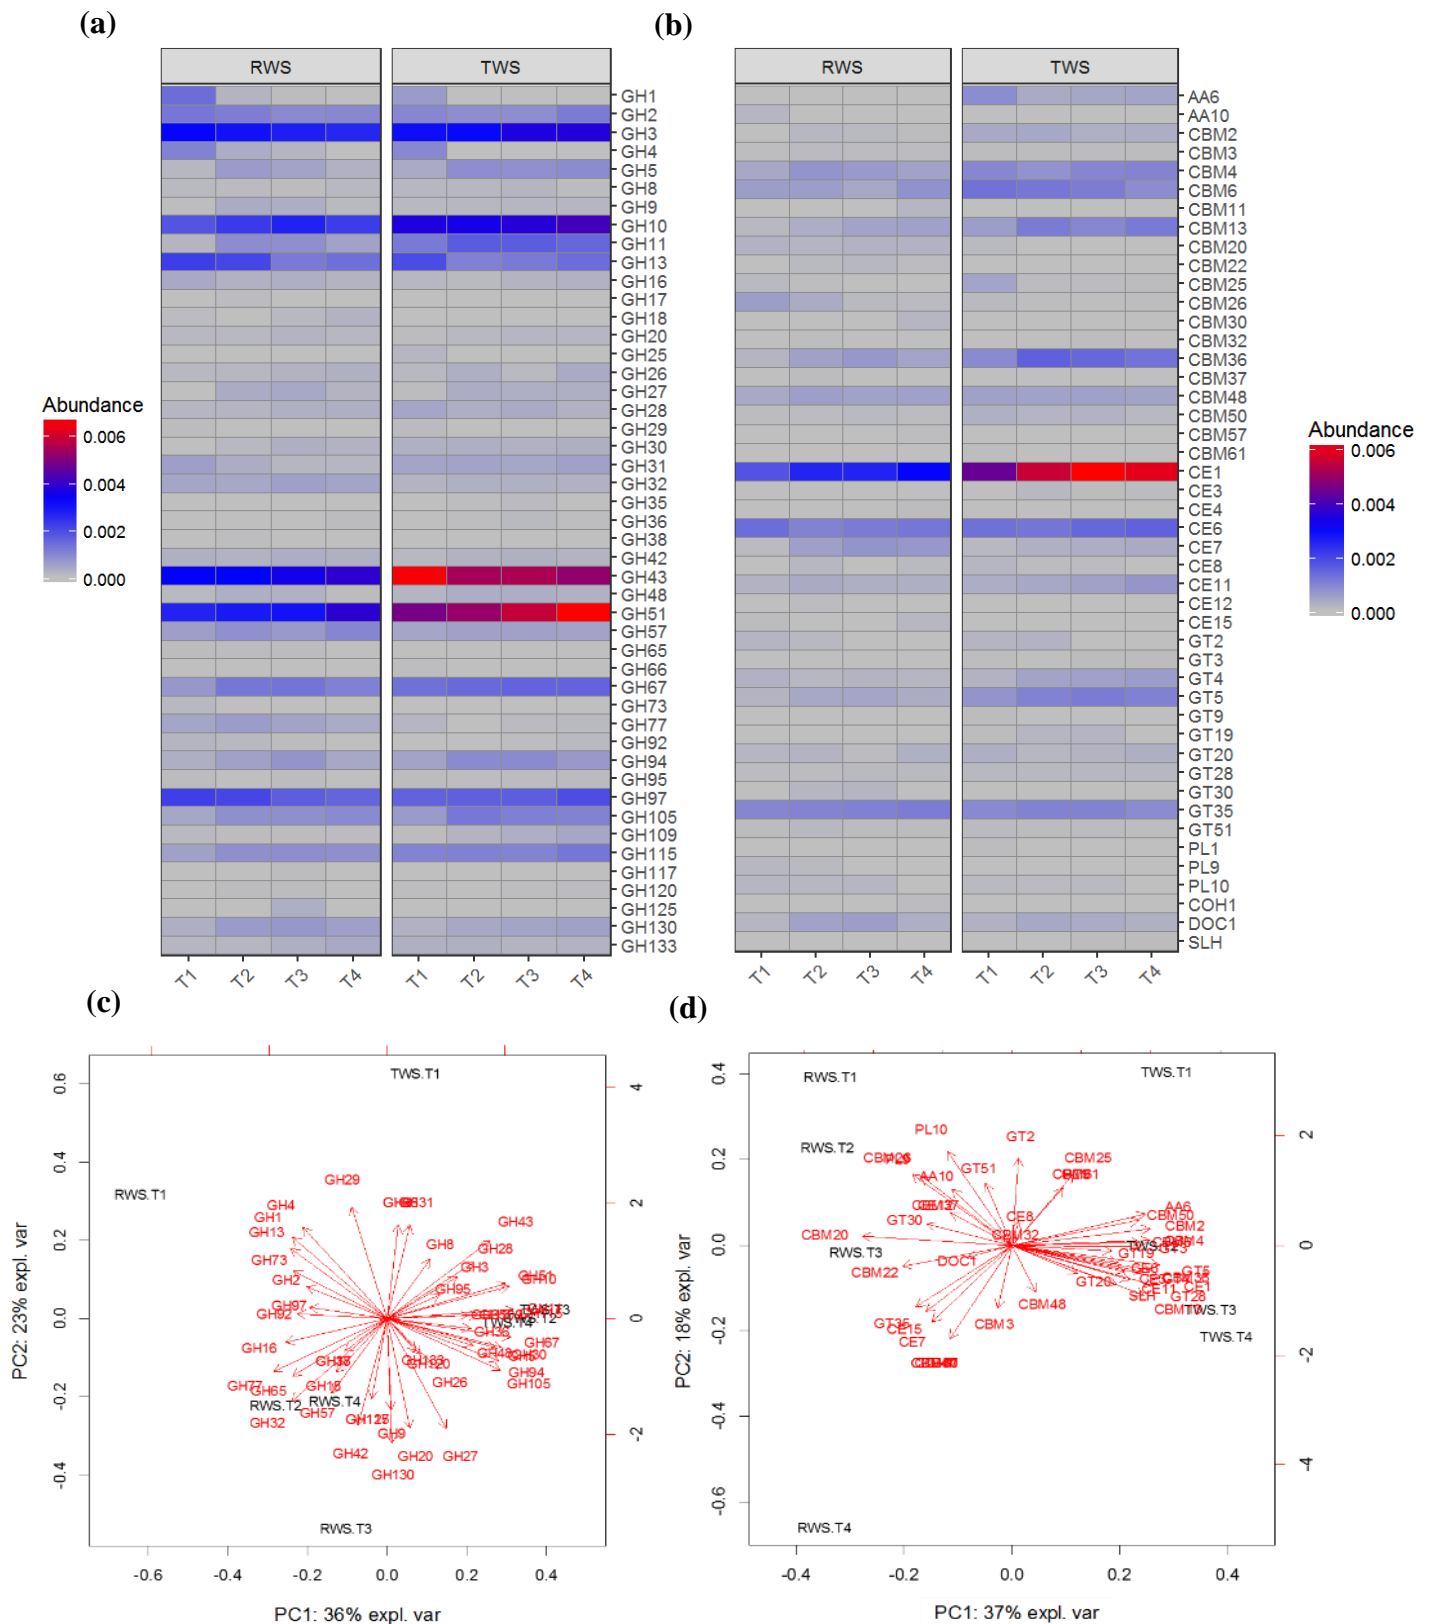 (a)
(b)
RWS
TWS
RWS
TWS
GH1
GH2
GH3
GH4
GH5
GH8
GH9
GH10
GH11
GH13
GH16
GH17
GH18
GH20
GH25
GH26
GH27
GH28
GH29
GH30
GH31
GH32
GH35
GH36
GH38
GH42
GH43
GH48
GH51
GH57
GH65
GH66
GH67
GH73
GH77
GH92
GH94
GH95
GH97
GH105
GH109
GH115
GH117
GH120
GH125
GH130
GH133
Abundance
0.006
0.004
0.002
0.000
T1
T2
T3
T4
T1
T2
T3
T4
AA6
AA10
CBM2
CBM3
CBM4
CBM6
CBM11
CBM13
CBM20
CBM22
CBM25
CBM26
CBM30
CBM32
CBM36
CBM37
CBM48
CBM50
CBM57
CBM61
CE1
CE3
CE4
CE6
CE7
CE8
CE11
CE12
CE15
GT2
GT3
GT4
GT5
GT9
GT19
GT20
GT28
GT30
GT35
GT51
PL1
PL9
PL10
COH1
DOC1
SLH
Abundance
0.006
0.004
0.002
0.000
T1
T2
T3
T4
T1
T2
T3
T4
(c)
(d)
TWS.T1
RWS.T1
GH29
GH4
GH1
GH13
GH43
GH8
GH28
GH73
GH3
GH2
GH51
GH95
GH97
GH92
TWS.T4
GH16
GH67
GH26
GH94
GH105
GH77
GH65
GH18
RWS.T2
RWS.T4
GH57
GH32
GH9
GH42
GH20
GH27
GH130
RWS.T3
0.6
0.4
0.2
0.0
-0.2
-0.4
4
2
0
-2
-0.6
-0.4
-0.2
0.0
0.2
0.4
PC2: 23% expl. var
PC1: 36% expl. var
RWS.T1
TWS.T1
PL10
GT2
RWS.T2
CBM25
GT51
AA10
AA6
CBM50
CE8
GT30
CBM2
CBM20
CBM32
RWS.T3
DOC1
CBM22
GT19
GT20
GT5
CE11
CE1
SLH
GT28
CBM48
TWS.T3
CBM3
GT35
CE15
CE7
TWS.T4
RWS.T4
0.4
0.2
0.0
-0.2
-0.4
-0.6
2
0
-2
-4
-0.4
-0.2
0.0
0.2
0.4
PC2: 18% expl. var
PC1: 37% expl. var